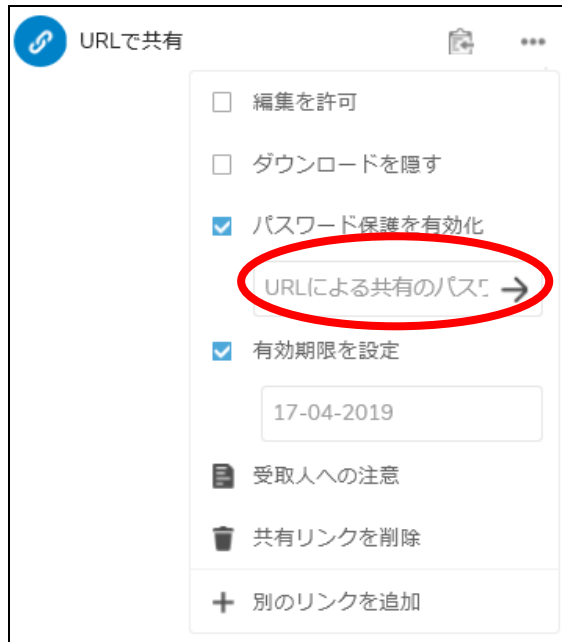 URLで共有
編集を許可
ダウンロードを隠す
パスワード保護を有効化
URLによる共有のパスワ
有効期限を設定
17-04-2019
受取人への注意
共有リンクを削除
別のリンクを追加